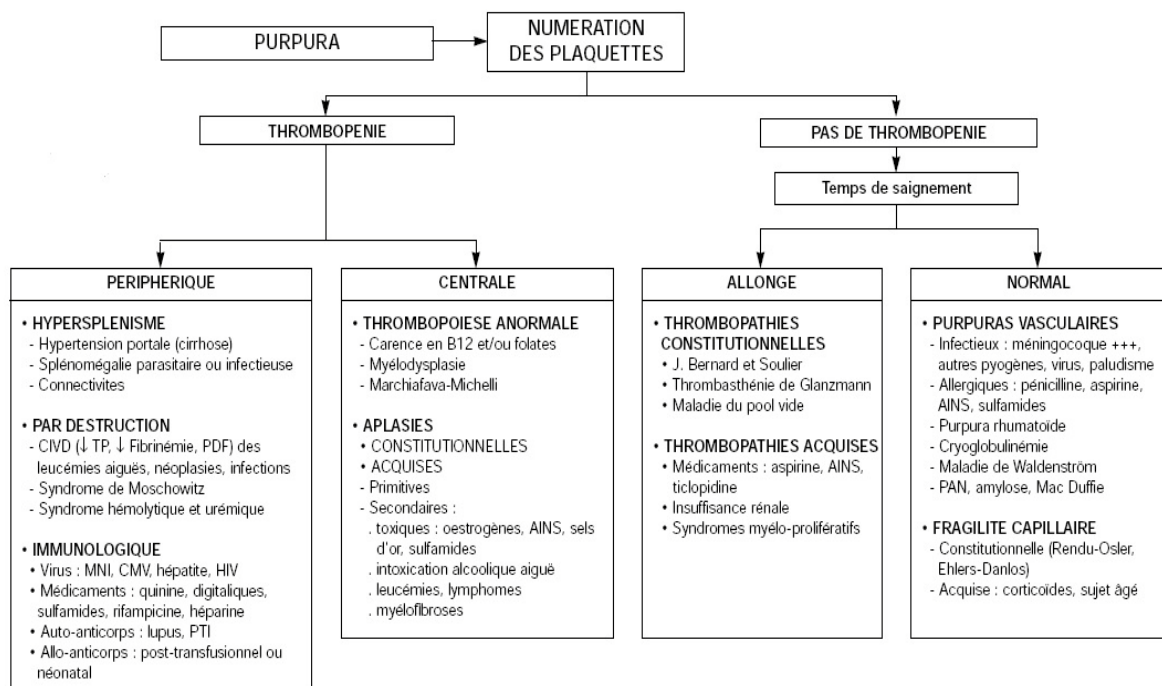 PURPURA
NUMERATION
DES PLAQUETTES
THROMBOPENIE
PAS DE THROMBOPENIE
Temps de saignement
PERIPHERIQUE
• HYPERSPLENISME
- Hypertension portale (cirrhose)
- Splénomégalie parasitaire ou infectieuse
- Connectivites
• PAR DESTRUCTION
- CIVD (↓ TP, ↓ Fibrinémie, PDF) des
leucémies aiguës, néoplasies, infections
- Syndrome de Moschowitz
- Syndrome hémolytique et urémique
• IMMUNOLOGIQUE
• Virus : MNI, CMV, hépatite, HIV
• Médicaments : quinine, digitaliques,
sulfamides, rifampicine, héparine
• Auto-anticorps : lupus, PTI
• Allo-anticorps : post-transfusionnel ou
néonatal
CENTRALE
• THROMBOPOIESE ANORMALE
- Carence en B12 et/ou folates
- Myélodysplasie
- Marchiafava-Michelli
• APLASIES
• CONSTITUTIONNELLES
• ACQUISES
- Primitives
- Secondaires :
. toxiques : oestrogènes, AINS, sels
d'or, sulfamides
. intoxication alcoolique aiguë
. leucémies, lymphomes
. myélofibroses
ALLONGE
• THROMBOPATHIES
CONSTITUTIONNELLES
• J. Bernard et Soulier
• Thrombasthénie de Glanzmann
• Maladie du pool vide
• THROMBOPATHIES ACQUISES
• Médicaments : aspirine, AINS,
ticlopidine
• Insuffisance rénale
• Syndromes myélo-prolifératifs
NORMAL
• PURPURAS VASCULAIRES
- Infectieux : méningocoque +++,
autres pyogènes, virus, paludisme
- Allergiques : pénicilline, aspirine,
AINS, sulfamides
- Purpura rhumatoïde
- Cryoglobulinémie
- Maladie de Waldenström
- PAN, amylose, Mac Duffie
• FRAGILITE CAPILLAIRE
- Constitutionnelle (Rendu-Osler,
Ehlers-Danlos)
- Acquise : corticoïdes, sujet âgé